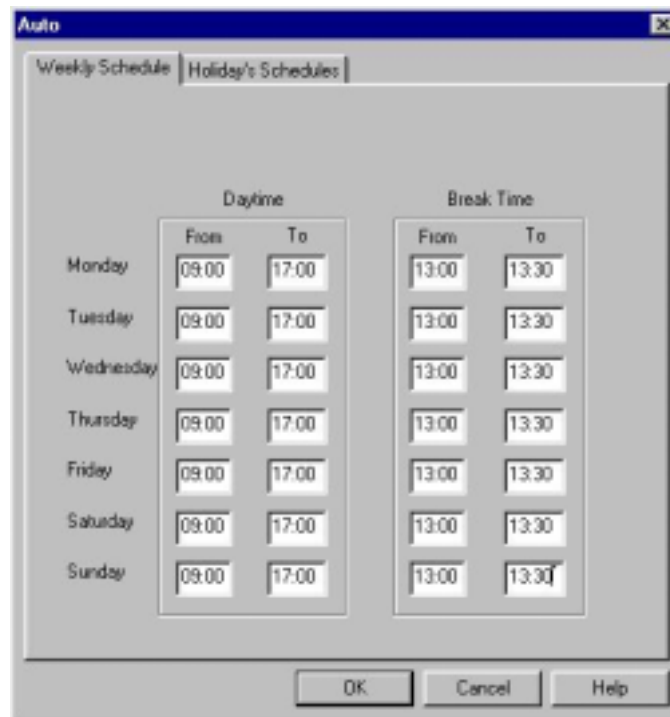 Auto
Weekly Schedule Holiday's Schedules
Daytime Break Time
From To From To
Monday 09:00 17:00 13:00 13:30
Tuesday 09:00 17:00 13:00 13:30
Wednesday 09:00 17:00 13:00 13:30
Thursday 09:00 17:00 13:00 13:30
Friday 09:00 17:00 13:00 13:30
Saturday 09:00 17:00 13:00 13:30
Sunday 09:00 17:00 13:00 13:30
OK Cancel Help